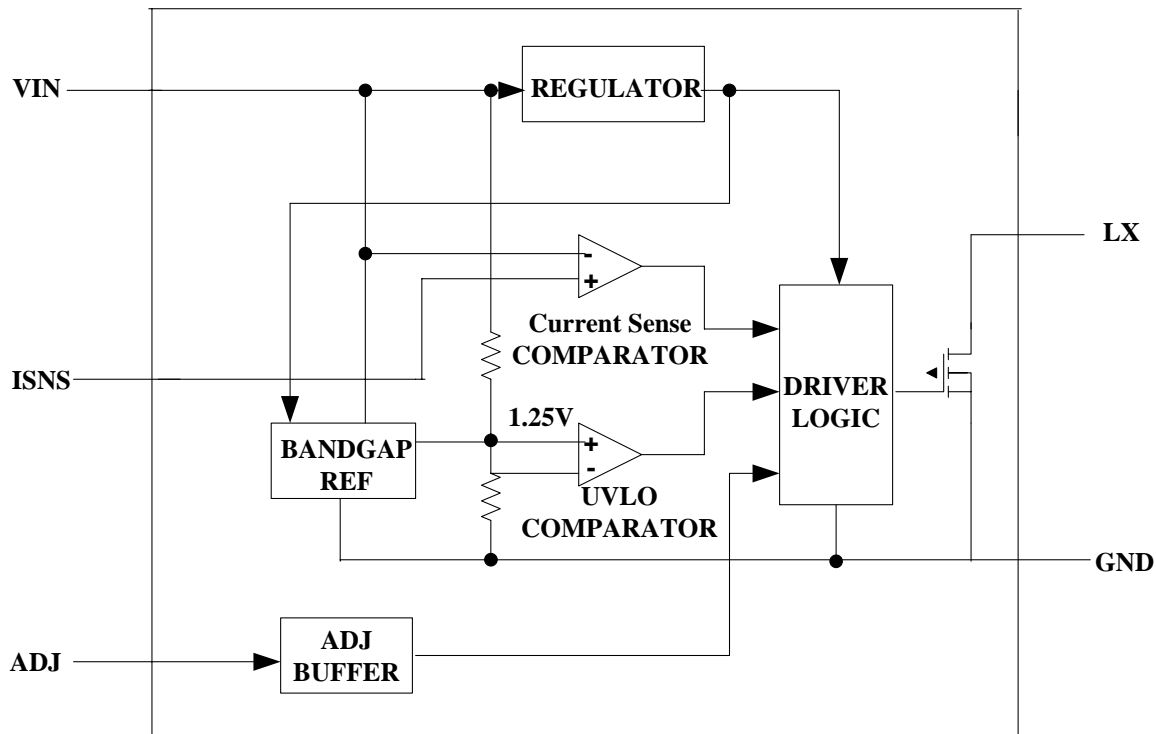 VIN
REGULATOR
LX
-
+
Current Sense
COMPARATOR
ISNS
DRIVER
LOGIC
1.25V
BANDGAP
REF
+
-
UVLO
COMPARATOR
GND
ADJ
ADJ
BUFFER